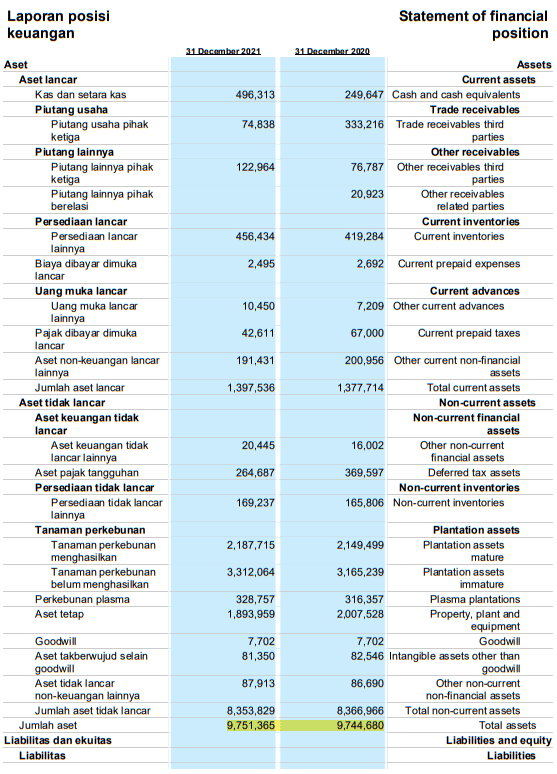 Laporan posisi Statement of financial
keuangan position
31 December 2021 31 December 2020
Aset Assets
Aset lancar Current assets
Kas dan setara kas 496,313 249,647 Cash and cash equivalents
Piutang usaha Trade receivables
Piutang usaha pihak 74,838 333,216 Trade receivables third
ketiga parties
Piutang lainnya Other receivables
Piutang lainnya pihak 122,964 76,787 Other receivables third
ketiga parties
Piutang lainnya pihak 20,923 Other receivables
berelasi related parties
Persediaan lancar Current inventories
Persediaan lancar 456,434 419,284 Current inventories
lainnya
Biaya dibayar dimuka 2,495 2,692 Current prepaid expenses
lancar
Uang muka lancar Current advances
Uang muka lancar 10,450 7,209 Other current advances
lainnya
Pajak dibayar dimuka 42,611 67,000 Current prepaid taxes
lancar
Aset non-keuangan lancar 191,431 200,956 Other current non-financial
lainnya assets
Jumlah aset lancar 1,397,536 1,377,714 Total current assets
Aset tidak lancar Non-current assets
Aset keuangan tidak Non-current financial
lancar assets
Aset keuangan tidak 20,445 16,002 Other non-current
lancar lainnya financial assets
Aset pajak tangguhan 264,687 369,597 Deferred tax assets
Persediaan tidak lancar Non-current inventories
Persediaan tidak lancar 169,237 165,806 Non-current inventories
lainnya
Tanaman perkebunan Plantation assets
Tanaman perkebunan 2,187,715 2,149,499 Plantation assets
menghasilkan mature
Tanaman perkebunan 3,312,064 3,165,239 Plantation assets
belum menghasilkan immature
Perkebunan plasma 328,757 316,357 Plasma plantations
Aset tetap 1,893,959 2,007,528 Property, plant and
equipment
Goodwill 7,702 7,702 Goodwill
Aset takberwujud selain 81,350 82,546 Intangible assets other than
goodwill goodwill
Aset tidak lancar 87,913 86,690 Other non-current
non-keuangan lainnya non-financial assets
Jumlah aset tidak lancar 8,353,829 8,366,966 Total non-current assets
Jumlah aset 9,751,365 9,744,680 Total assets
Liabilitas dan ekuitas Liabilities and equity
Liabilitas Liabilities